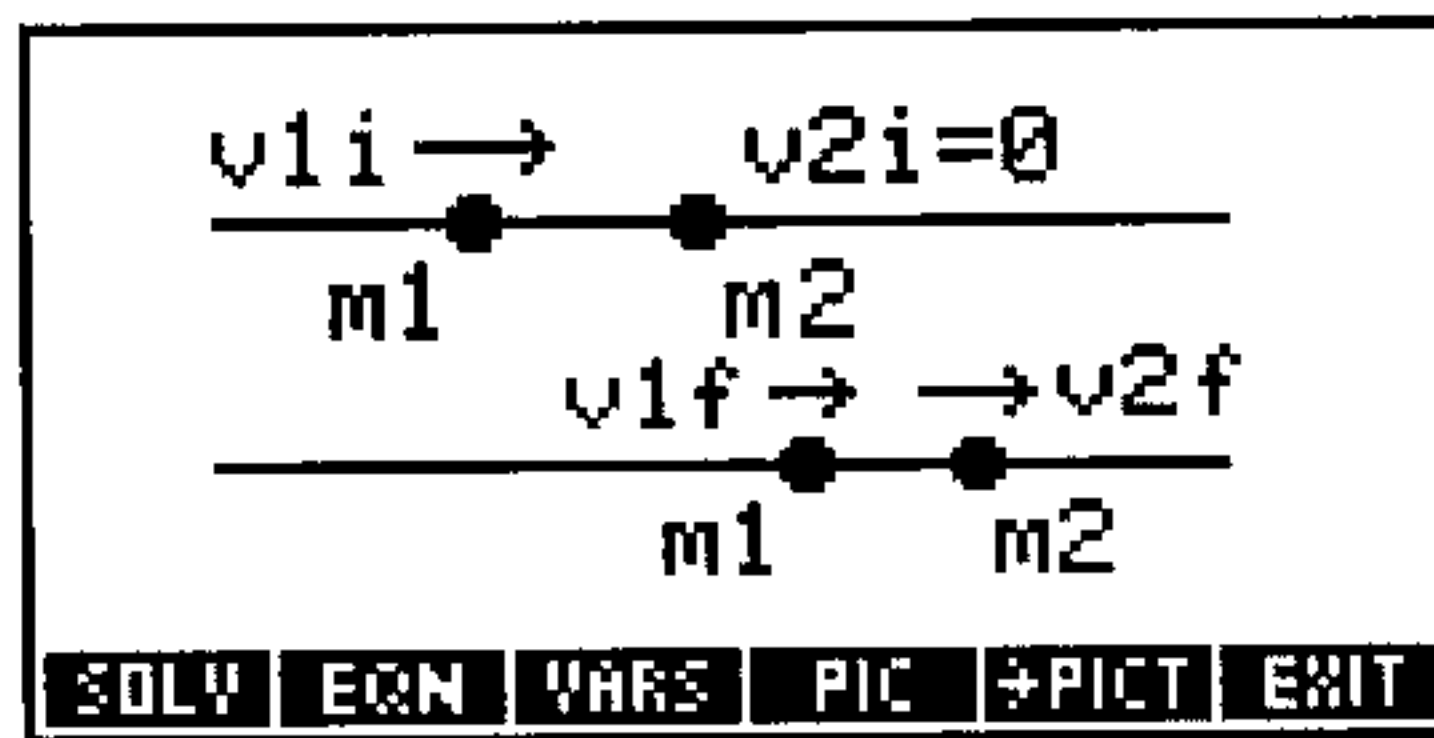 v1i→ v2i=0
m1 m2
v1f→ →v2f
m1 m2
SOLV EQN VARS PIC →PICT EXIT